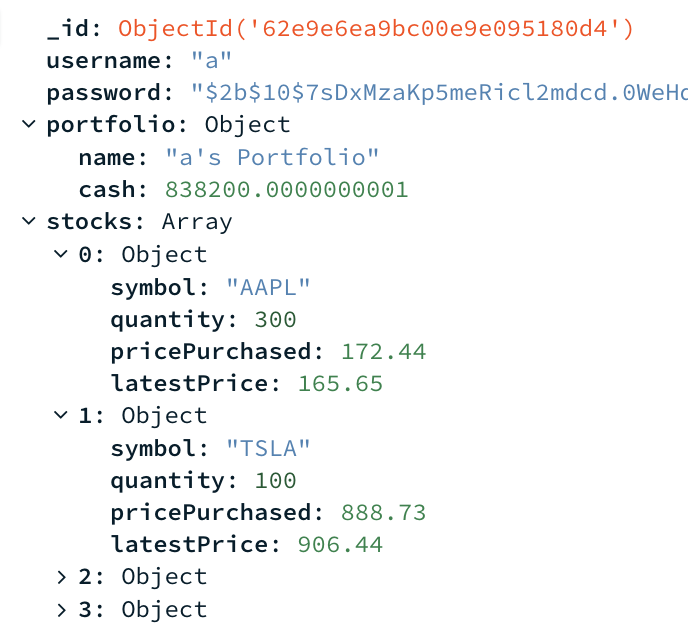 _id: ObjectId('62e9e6ea9bc00e9e095180d4')
username: "a"
password: "$2b$10$7sDxMzaKp5meRicl2mdcd.0WeHc
portfolio: Object
name: "a's Portfolio"
cash: 838200.0000000001
stocks: Array
0: Object
symbol: "AAPL"
quantity: 300
pricePurchased: 172.44
latestPrice: 165.65
1: Object
symbol: "TSLA"
quantity: 100
pricePurchased: 888.73
latestPrice: 906.44
2: Object
3: Object